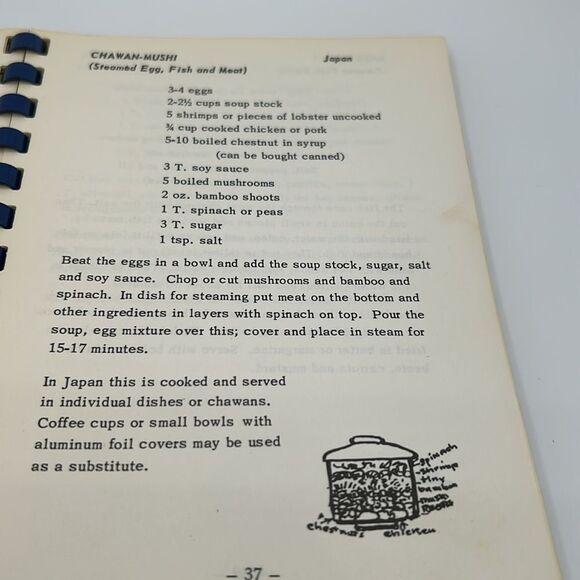 CHAWAN-MUSHI Japan
(Steamed Egg, Fish and Meat)
3-4 eggs
2-2½ cups soup stock
5 shrimps or pieces of lobster uncooked
¾ cup cooked chicken or pork
5-10 boiled chestnut in syrup
(can be bought canned)
3 T. soy sauce
5 boiled mushrooms
2 oz. bamboo shoots
1 T. spinach or peas
3 T. sugar
1 tsp. salt
Beat the eggs in a bowl and add the soup stock, sugar, salt
and soy sauce. Chop or cut mushrooms and bamboo and
spinach. In dish for steaming put meat on the bottom and
other ingredients in layers with spinach on top. Pour the
soup, egg mixture over this; cover and place in steam for
15-17 minutes.
In Japan this is cooked and served
in individual dishes or chawans.
Coffee cups or small bowls with
aluminum foil covers may be used
as a substitute.
spinach
shrimp
tiny
bamboo
chestnuts chicken
- 37 -